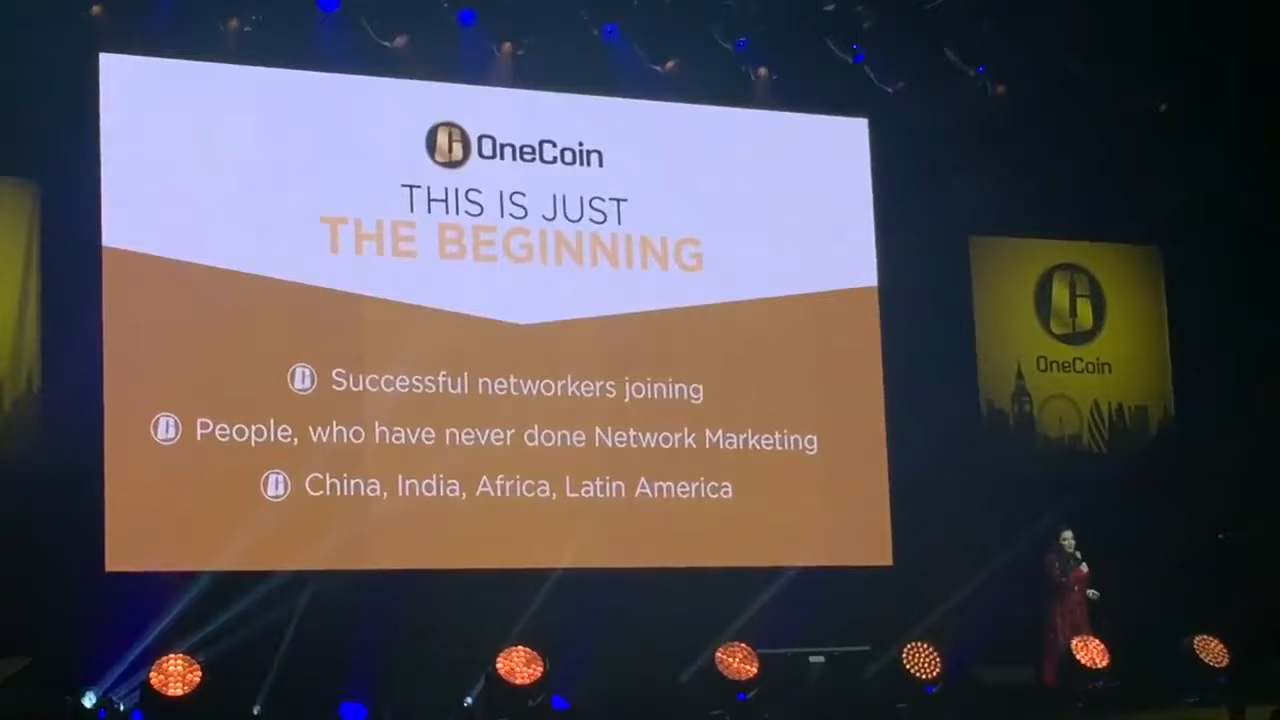 OneCoin
THIS IS JUST
THE BEGINNING
Successful networkers joining
People, who have never done Network Marketing
China, India, Africa, Latin America
OneCoin